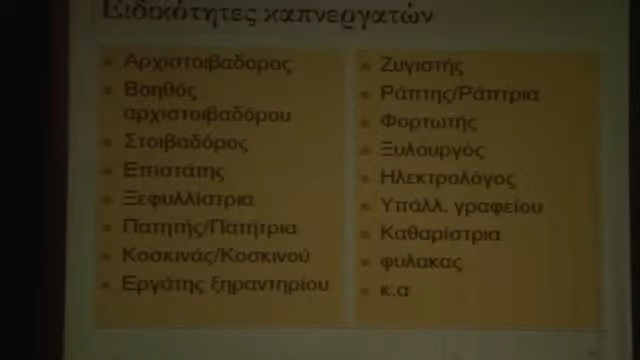 Ειδικότητες καπνεργατών
Αρχιστοιβαδορος
Βοηθός
αρχιστοιβαδόρου
Στοιβαδόρος
Επιστάτης
Ξεφυλλίστρια
Πατητής/Πατήτρια
Κοσκινάς/Κοσκινού
Εργάτης ξηραντηρίου
Ζυγιστής
Ράπτης/Ράπτρια
Φορτωτής
Ξυλουργός
Ηλεκτρολόγος
Υπάλλ. γραφείου
Καθαρίστρια
φυλακας
κ.α